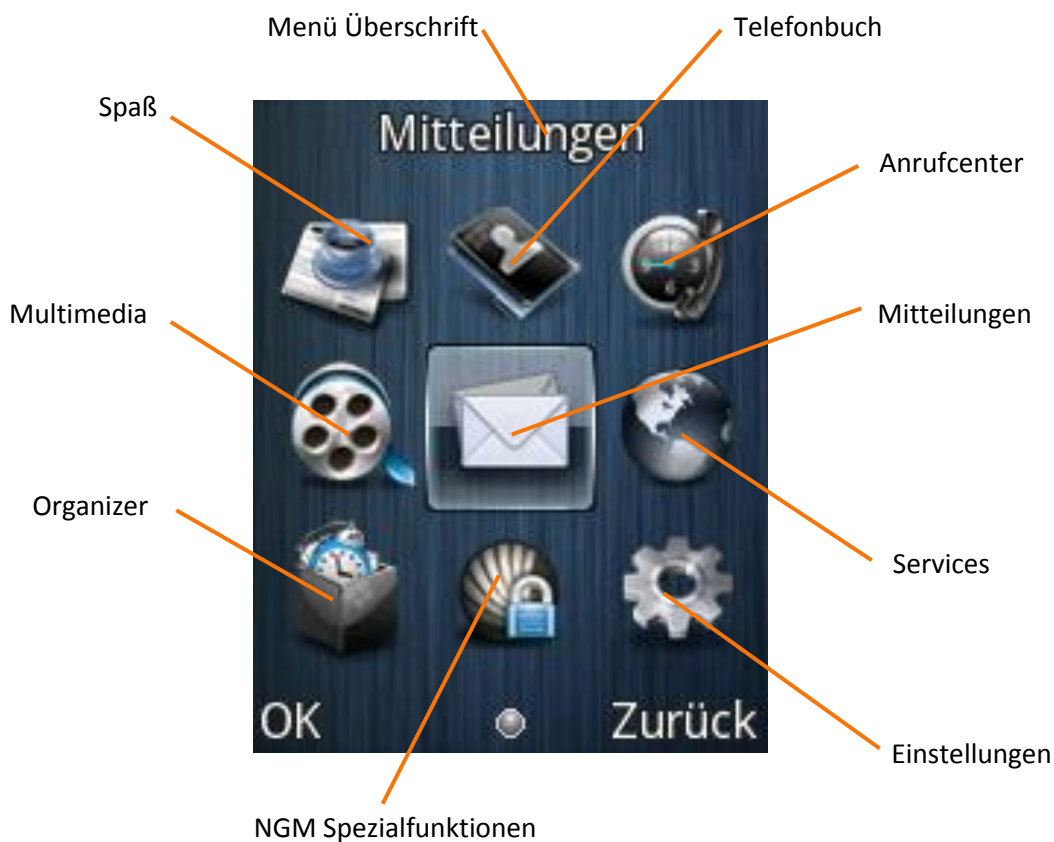 Menü Überschrift
Telefonbuch
Spaß
Mitteilungen
Anrufcenter
Multimedia
Mitteilungen
Organizer
Services
OK
Zurück
Einstellungen
NGM Spezialfunktionen